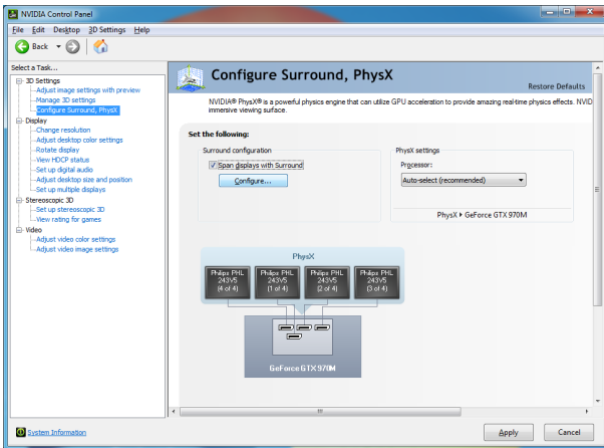 NVIDIA Control Panel
File Edit Desktop 3D Settings Help
Back
Select a Task...
3D Settings
Adjust image settings with preview
Manage 3D settings
Configure Surround, PhysX
Display
Change resolution
Adjust desktop color settings
Rotate display
View HDCP status
Set up digital audio
Adjust desktop size and position
Set up multiple displays
Stereoscopic 3D
Set up stereoscopic 3D
View rating for games
Video
Adjust video color settings
Adjust video image settings
System Information
Configure Surround, PhysX
Restore Defaults
NVIDIA® PhysX® is a powerful physics engine that can utilize GPU acceleration to provide amazing real-time physics effects. NVID
immersive viewing surface.
Set the following:
Surround configuration
Span displays with Surround
Configure...
PhysX settings
Processor:
Auto-select (recommended)
PhysX ▸ GeForce GTX 970M
PhysX
Philips PHL 243V5 (4 of 4)
Philips PHL 243V5 (1 of 4)
Philips PHL 243V5 (2 of 4)
Philips PHL 243V5 (3 of 4)
GeForce GTX 970M
Apply Cancel